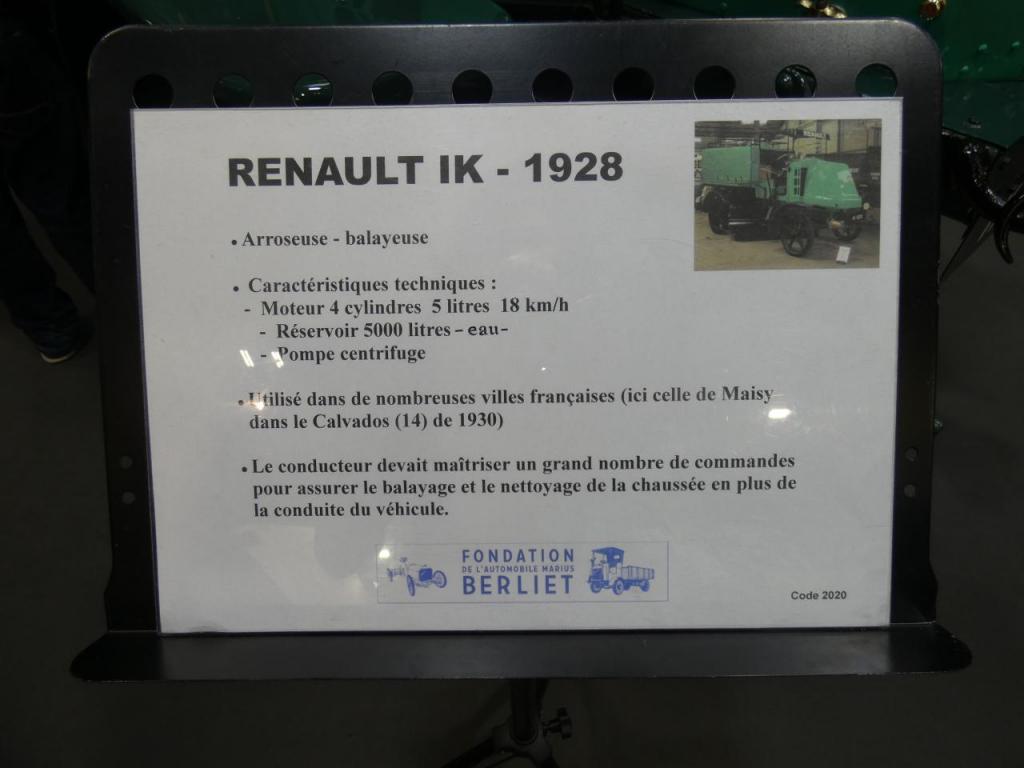 RENAULT IK - 1928
• Arroseuse - balayeuse
• Caractéristiques techniques :
- Moteur 4 cylindres 5 litres 18 km/h
- Réservoir 5000 litres - eau-
- Pompe centrifuge
• Utilisé dans de nombreuses villes françaises (ici celle de Maisy
dans le Calvados (14) de 1930)
• Le conducteur devait maîtriser un grand nombre de commandes
pour assurer le balayage et le nettoyage de la chaussée en plus de
la conduite du véhicule.
FONDATION
DE L'AUTOMOBILE MARIUS
BERLIET
Code 2020